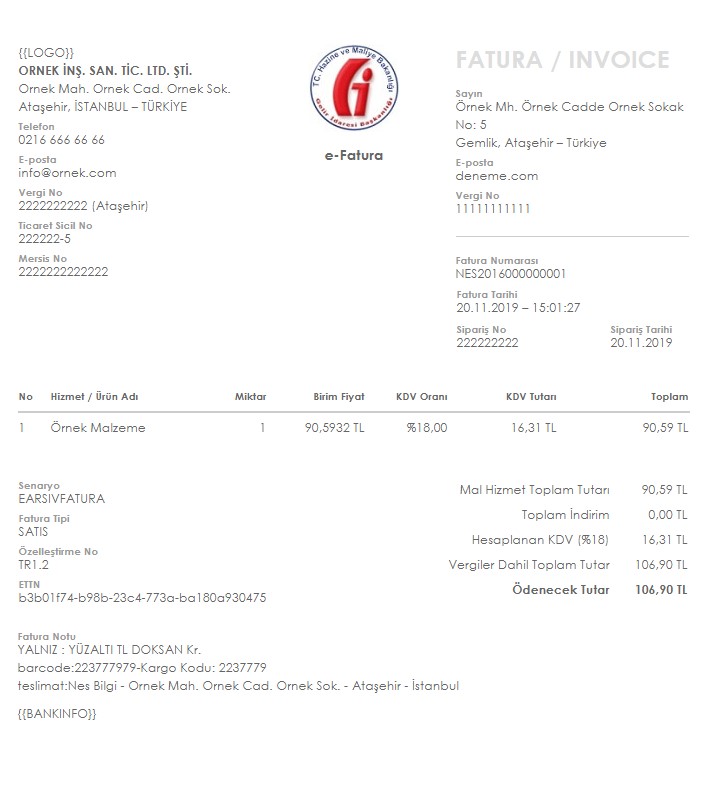 {{LOGO}}
ORNEK İNŞ. SAN. TİC. LTD. ŞTİ.
Ornek Mah. Ornek Cad. Ornek Sok.
Ataşehir, İSTANBUL – TÜRKİYE
Telefon
0216 666 66 66
E-posta
info@ornek.com
Vergi No
2222222222 (Ataşehir)
Ticaret Sicil No
222222-5
Mersis No
2222222222222
T.C. Hazine ve Maliye Bakanlığı
Gelir İdaresi Başkanlığı
e-Fatura
FATURA / INVOICE
Sayın
Örnek Mh. Örnek Cadde Ornek Sokak
No: 5
Gemlik, Ataşehir – Türkiye
E-posta
deneme.com
Vergi No
11111111111
Fatura Numarası
NES2016000000001
Fatura Tarihi
20.11.2019 – 15:01:27
Sipariş No Sipariş Tarihi
222222222 20.11.2019
No Hizmet / Ürün Adı Miktar Birim Fiyat KDV Oranı KDV Tutarı Toplam
1 Örnek Malzeme 1 90,5932 TL %18,00 16,31 TL 90,59 TL
Senaryo
EARSIVFATURA
Fatura Tipi
SATIS
Özelleştirme No
TR1.2
ETTN
b3b01f74-b98b-23c4-773a-ba180a930475
Mal Hizmet Toplam Tutarı 90,59 TL
Toplam İndirim 0,00 TL
Hesaplanan KDV (%18) 16,31 TL
Vergiler Dahil Toplam Tutar 106,90 TL
Ödenecek Tutar 106,90 TL
Fatura Notu
YALNIZ : YÜZALTI TL DOKSAN Kr.
barcode:223777979-Kargo Kodu: 2237779
teslimat:Nes Bilgi - Ornek Mah. Ornek Cad. Ornek Sok. - Ataşehir - İstanbul
{{BANKINFO}}